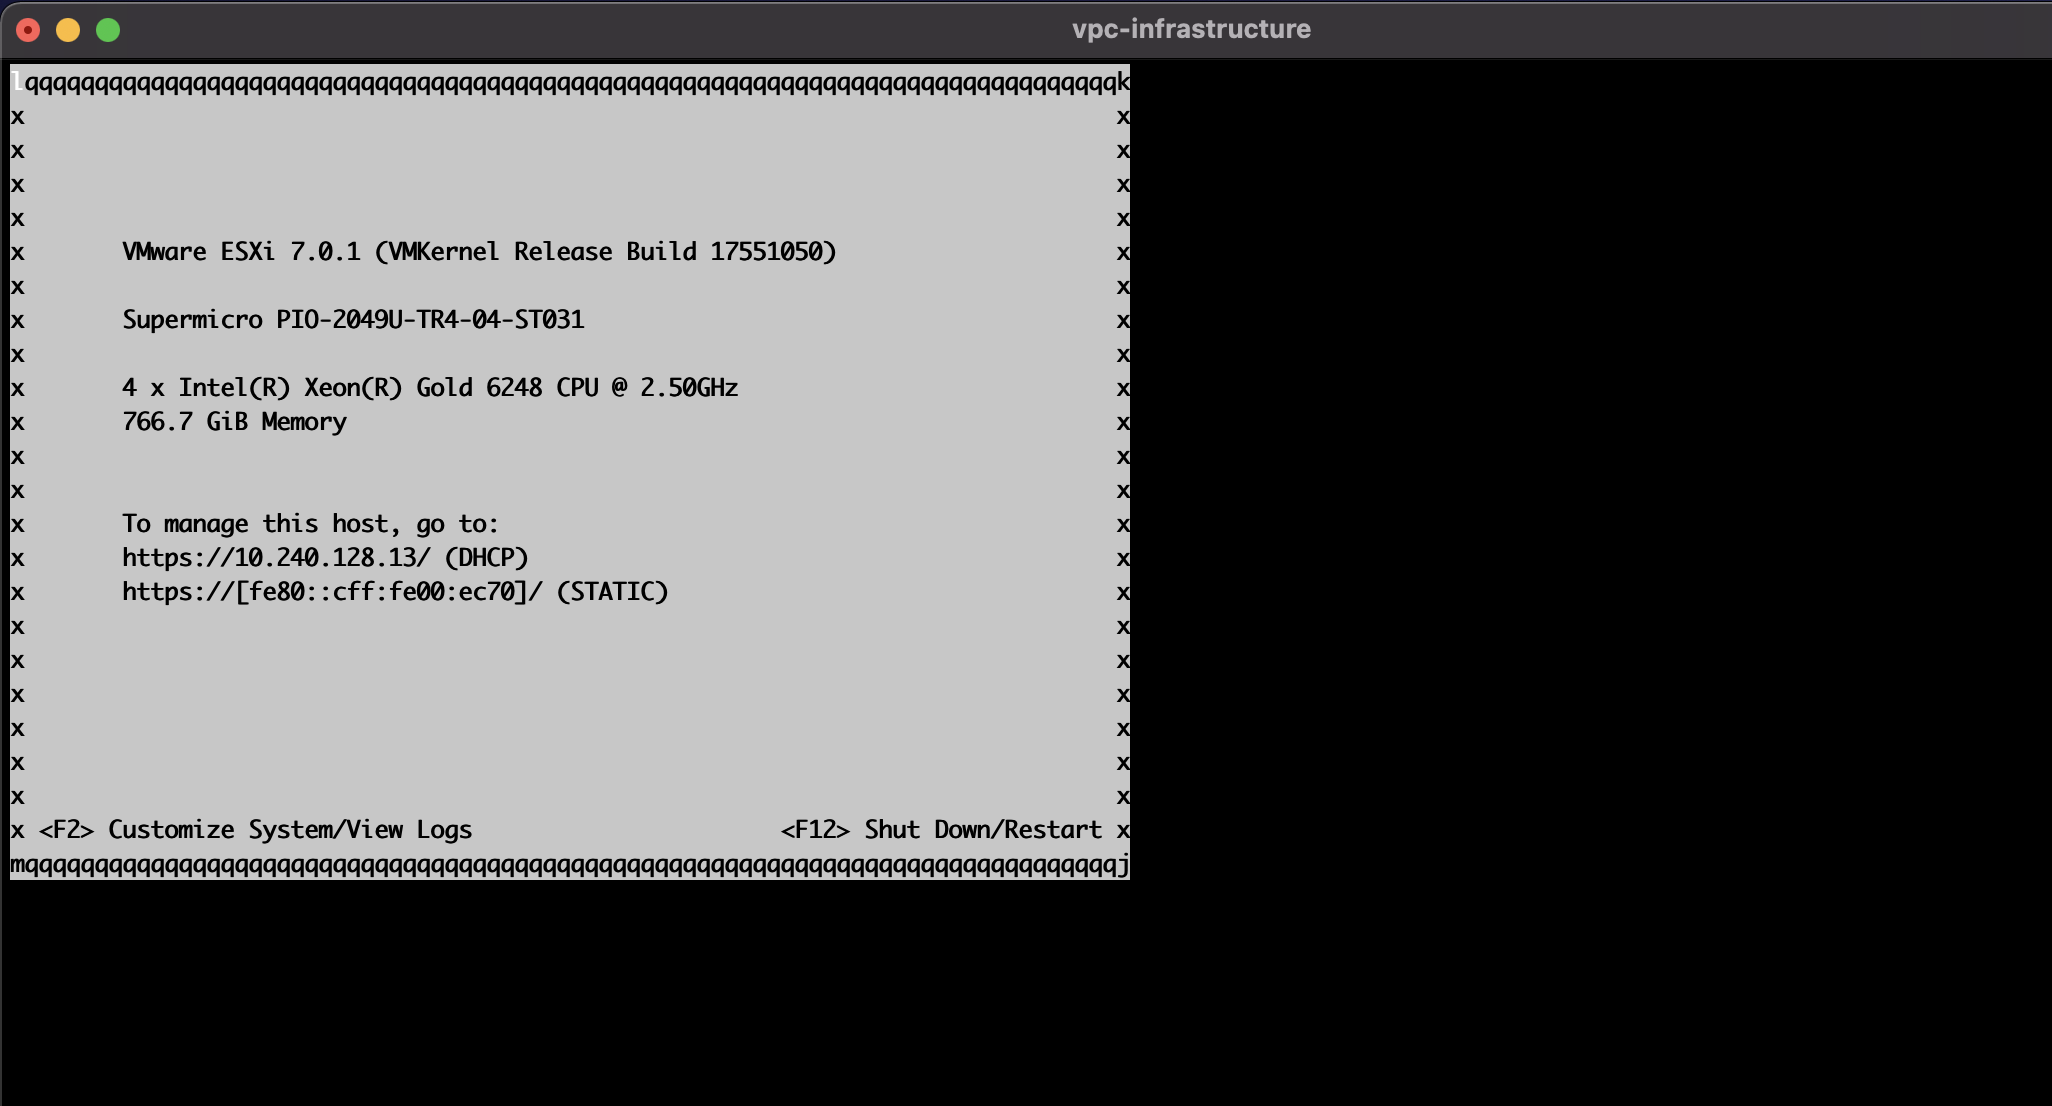 vpc-infrastructure
lqqqqqqqqqqqqqqqqqqqqqqqqqqqqqqqqqqqqqqqqqqqqqqqqqqqqqqqqqqqqqqqqqqqqqqqqqqqqqqk
x x
x x
x x
x x
x VMware ESXi 7.0.1 (VMKernel Release Build 17551050) x
x x
x Supermicro PIO-2049U-TR4-04-ST031 x
x x
x 4 x Intel(R) Xeon(R) Gold 6248 CPU @ 2.50GHz x
x 766.7 GiB Memory x
x x
x x
x To manage this host, go to: x
x https://10.240.128.13/ (DHCP) x
x https://[fe80::cff:fe00:ec70]/ (STATIC) x
x x
x x
x x
x x
x x
x x
x <F2> Customize System/View Logs <F12> Shut Down/Restart x
mqqqqqqqqqqqqqqqqqqqqqqqqqqqqqqqqqqqqqqqqqqqqqqqqqqqqqqqqqqqqqqqqqqqqqqqqqqqqqqj